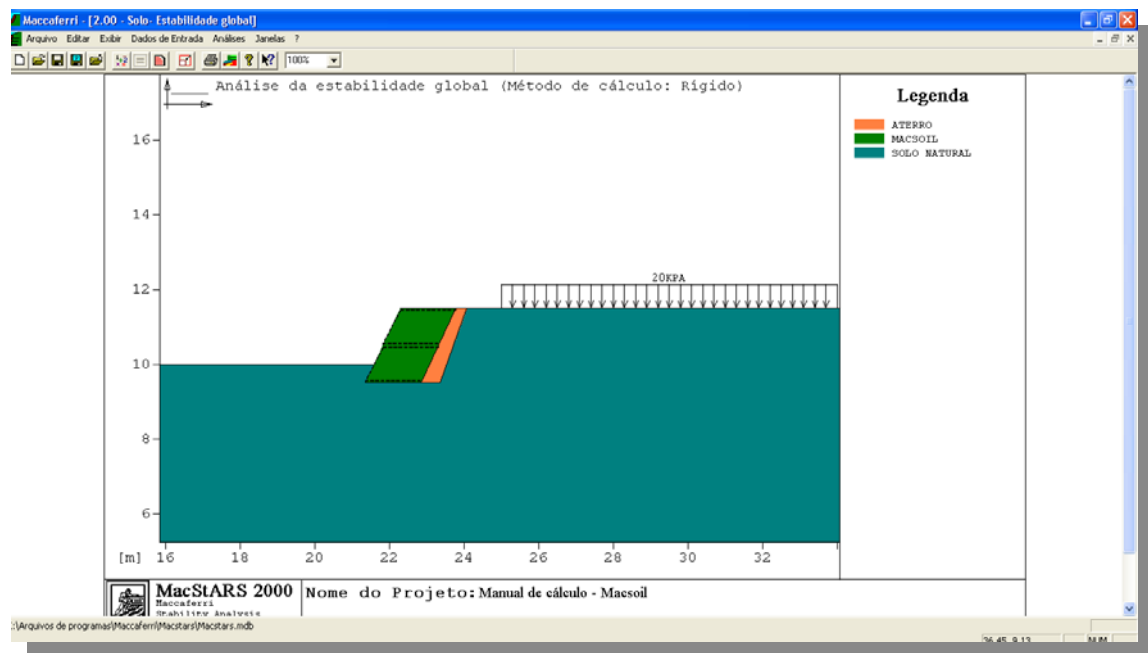 Maccaferri - [2.00 - Solo- Estabilidade global]
Arquivo Editar Exibir Dados de Entrada Análises Janelas ?
100%
Análise da estabilidade global (Método de cálculo: Rígido)
Legenda
ATERRO
MACSOIL
SOLO NATURAL
16
14
12
10
8
6
20KPA
[m] 16 18 20 22 24 26 28 30 32
MacStARS 2000
Maccaferri
Stability Analysis
Nome do Projeto: Manual de cálculo - Macsoil
:\Arquivos de programas\Maccaferri\Macstars\Macstars.mdb
36.45 9.13
NUM